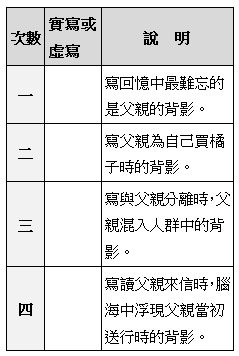 次數 實寫或虛寫 說 明
一 寫回憶中最難忘的
是父親的背影。
二 寫父親為自己買橘
子時的背影。
三 寫與父親分離時，父
親混入人群中的背
影。
四 寫讀父親來信時，腦
海中浮現父親當初
送行時的背影。